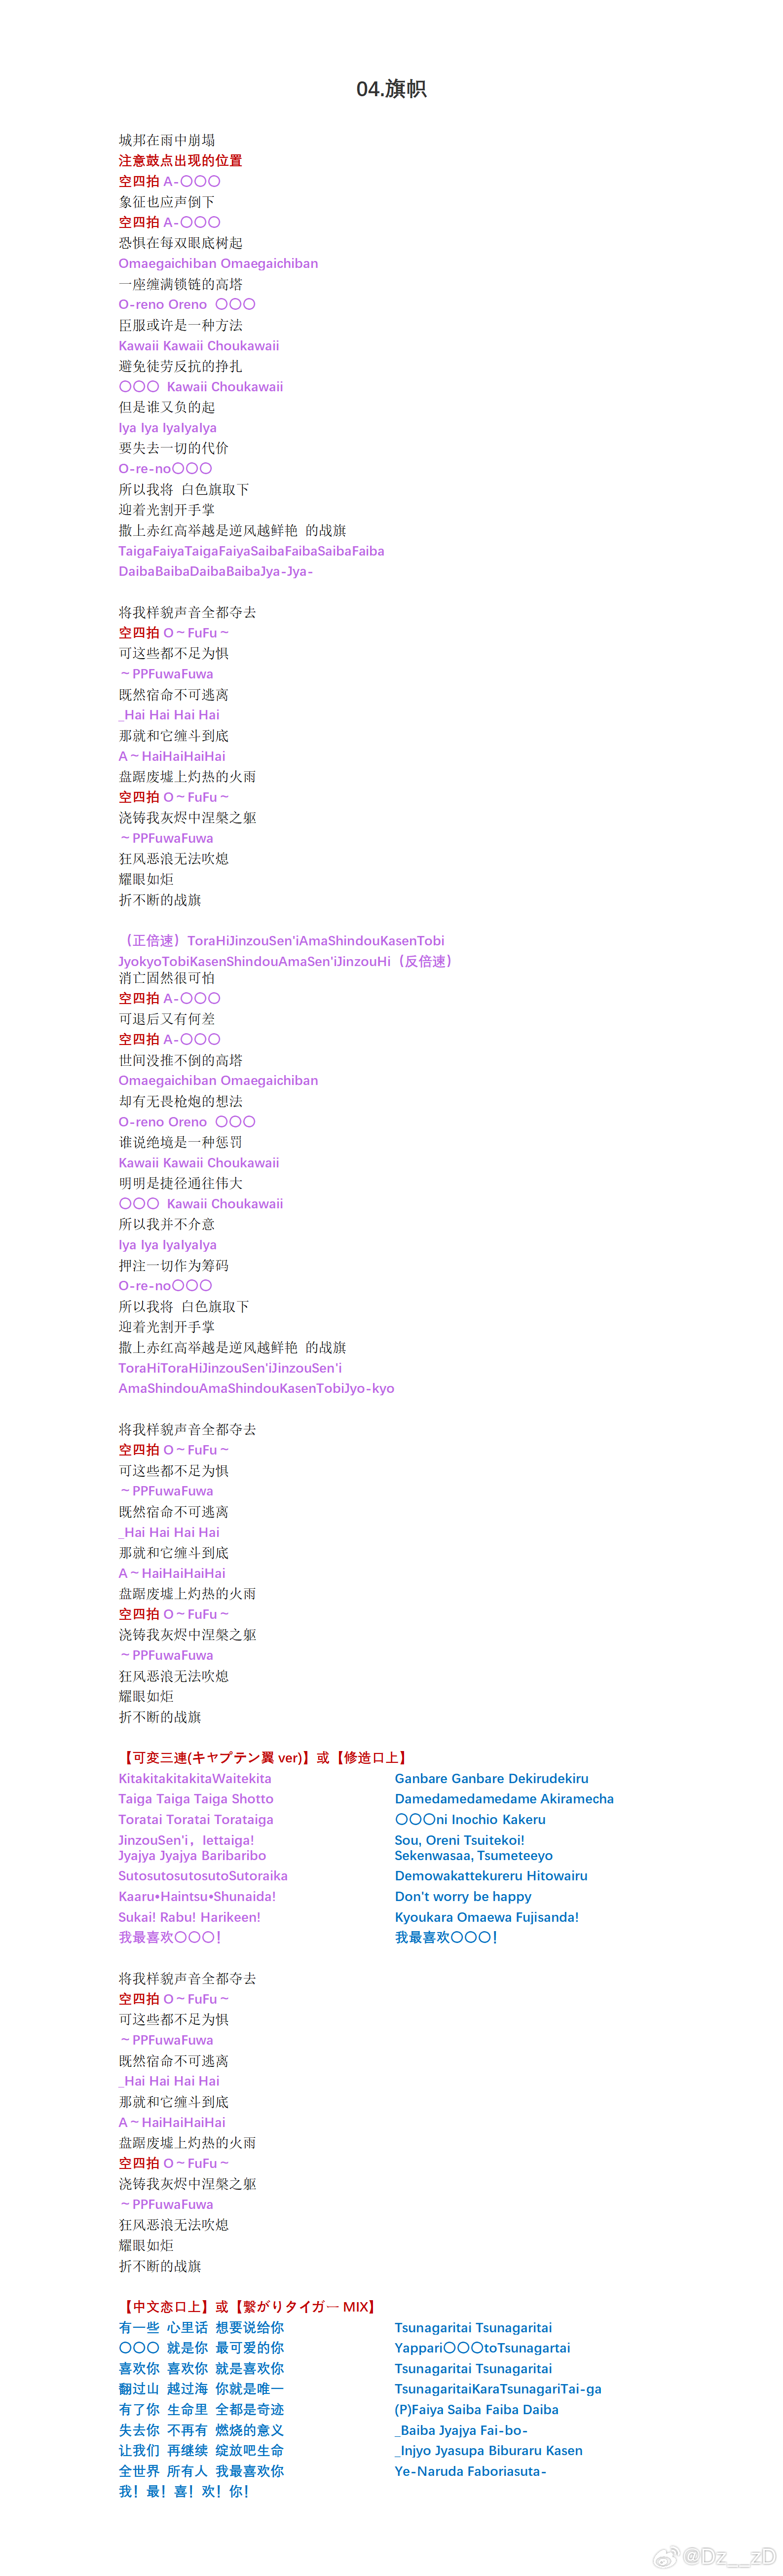 04.旗帜
城邦在雨中崩塌
注意鼓点出现的位置
空四拍 A-〇〇〇
象征也应声倒下
空四拍 A-〇〇〇
恐惧在每双眼底树起
Omaegaichiban Omaegaichiban
一座缠满锁链的高塔
O-reno Oreno 〇〇〇
臣服或许是一种方法
Kawaii Kawaii Choukawaii
避免徒劳反抗的挣扎
〇〇〇 Kawaii Choukawaii
但是谁又负的起
Iya Iya IyaIyaIya
要失去一切的代价
O-re-no〇〇〇
所以我将 白色旗取下
迎着光割开手掌
撒上赤红高举越是逆风越鲜艳 的战旗
TaigaFaiyaTaigaFaiyaSaibaFaibaSaibaFaiba
DaibaBaibaDaibaBaibaJya-Jya-
将我样貌声音全都夺去
空四拍 O～FuFu～
可这些都不足为惧
～PPFuwaFuwa
既然宿命不可逃离
_Hai Hai Hai Hai
那就和它缠斗到底
A～HaiHaiHaiHai
盘踞废墟上灼热的火雨
空四拍 O～FuFu～
浇铸我灰烬中涅槃之躯
～PPFuwaFuwa
狂风恶浪无法吹熄
耀眼如炬
折不断的战旗
（正倍速）ToraHiJinzouSen'iAmaShindouKasenTobi
JyokyoTobiKasenShindouAmaSen'iJinzouHi（反倍速）
消亡固然很可怕
空四拍 A-〇〇〇
可退后又有何差
空四拍 A-〇〇〇
世间没推不倒的高塔
Omaegaichiban Omaegaichiban
却有无畏枪炮的想法
O-reno Oreno 〇〇〇
谁说绝境是一种惩罚
Kawaii Kawaii Choukawaii
明明是捷径通往伟大
〇〇〇 Kawaii Choukawaii
所以我并不介意
Iya Iya IyaIyaIya
押注一切作为筹码
O-re-no〇〇〇
所以我将 白色旗取下
迎着光割开手掌
撒上赤红高举越是逆风越鲜艳 的战旗
ToraHiToraHiJinzouSen'iJinzouSen'i
AmaShindouAmaShindouKasenTobiJyo-kyo
将我样貌声音全都夺去
空四拍 O～FuFu～
可这些都不足为惧
～PPFuwaFuwa
既然宿命不可逃离
_Hai Hai Hai Hai
那就和它缠斗到底
A～HaiHaiHaiHai
盘踞废墟上灼热的火雨
空四拍 O～FuFu～
浇铸我灰烬中涅槃之躯
～PPFuwaFuwa
狂风恶浪无法吹熄
耀眼如炬
折不断的战旗
【可変三連(キャプテン翼 ver)】或【修造口上】
KitakitakitakitaWaitekita
Taiga Taiga Taiga Shotto
Toratai Toratai Torataiga
JinzouSen'i，Iettaiga!
Jyajya Jyajya Baribaribo
SutosutosutosutoSutoraika
Kaaru•Haintsu•Shunaida!
Sukai! Rabu! Harikeen!
我最喜欢〇〇〇！
Ganbare Ganbare Dekirudekiru
Damedamedamedame Akiramecha
〇〇〇ni Inochio Kakeru
Sou, Oreni Tsuitekoi!
Sekenwasaa, Tsumeteeyo
Demowakattekureru Hitowairu
Don't worry be happy
Kyoukara Omaewa Fujisanda!
我最喜欢〇〇〇！
将我样貌声音全都夺去
空四拍 O～FuFu～
可这些都不足为惧
～PPFuwaFuwa
既然宿命不可逃离
_Hai Hai Hai Hai
那就和它缠斗到底
A～HaiHaiHaiHai
盘踞废墟上灼热的火雨
空四拍 O～FuFu～
浇铸我灰烬中涅槃之躯
～PPFuwaFuwa
狂风恶浪无法吹熄
耀眼如炬
折不断的战旗
【中文恋口上】或【繋がりタイガー MIX】
有一些 心里话 想要说给你
〇〇〇 就是你 最可爱的你
喜欢你 喜欢你 就是喜欢你
翻过山 越过海 你就是唯一
有了你 生命里 全都是奇迹
失去你 不再有 燃烧的意义
让我们 再继续 绽放吧生命
全世界 所有人 我最喜欢你
我！最！喜！欢！你！
Tsunagaritai Tsunagaritai
Yappari〇〇〇toTsunagartai
Tsunagaritai Tsunagaritai
TsunagaritaiKaraTsunagariTai-ga
(P)Faiya Saiba Faiba Daiba
_Baiba Jyajya Fai-bo-
_Injyo Jyasupa Biburaru Kasen
Ye-Naruda Faboriasuta-
@Dz__zD